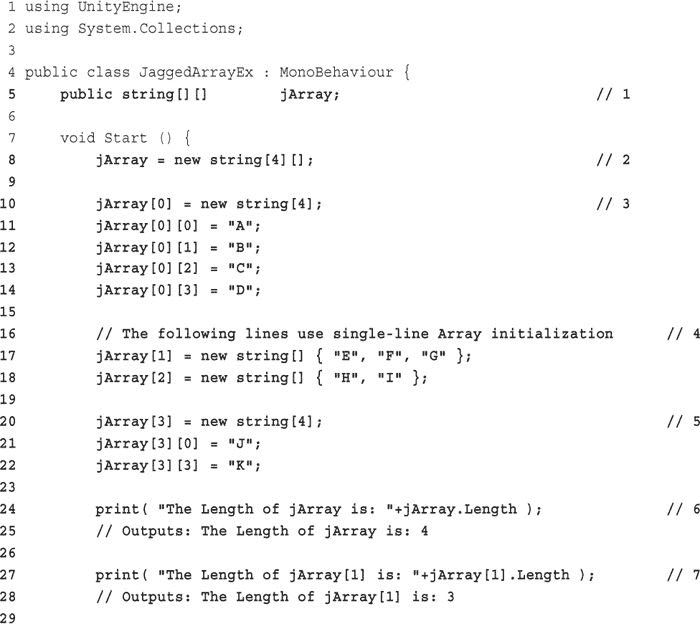 1 using UnityEngine;
2 using System.Collections;
3
4 public class JaggedArrayEx : MonoBehaviour {
5     public string[][]        jArray;                             // 1
6
7     void Start () {
8         jArray = new string[4][];                                // 2
9
10         jArray[0] = new string[4];                               // 3
11         jArray[0][0] = "A";
12         jArray[0][1] = "B";
13         jArray[0][2] = "C";
14         jArray[0][3] = "D";
15
16         // The following lines use single-line Array initialization      // 4
17         jArray[1] = new string[] { "E", "F", "G" };
18         jArray[2] = new string[] { "H", "I" };
19
20         jArray[3] = new string[4];                                       // 5
21         jArray[3][0] = "J";
22         jArray[3][3] = "K";
23
24         print( "The Length of jArray is: "+jArray.Length );              // 6
25         // Outputs: The Length of jArray is: 4
26
27         print( "The Length of jArray[1] is: "+jArray[1].Length );        // 7
28         // Outputs: The Length of jArray[1] is: 3
29